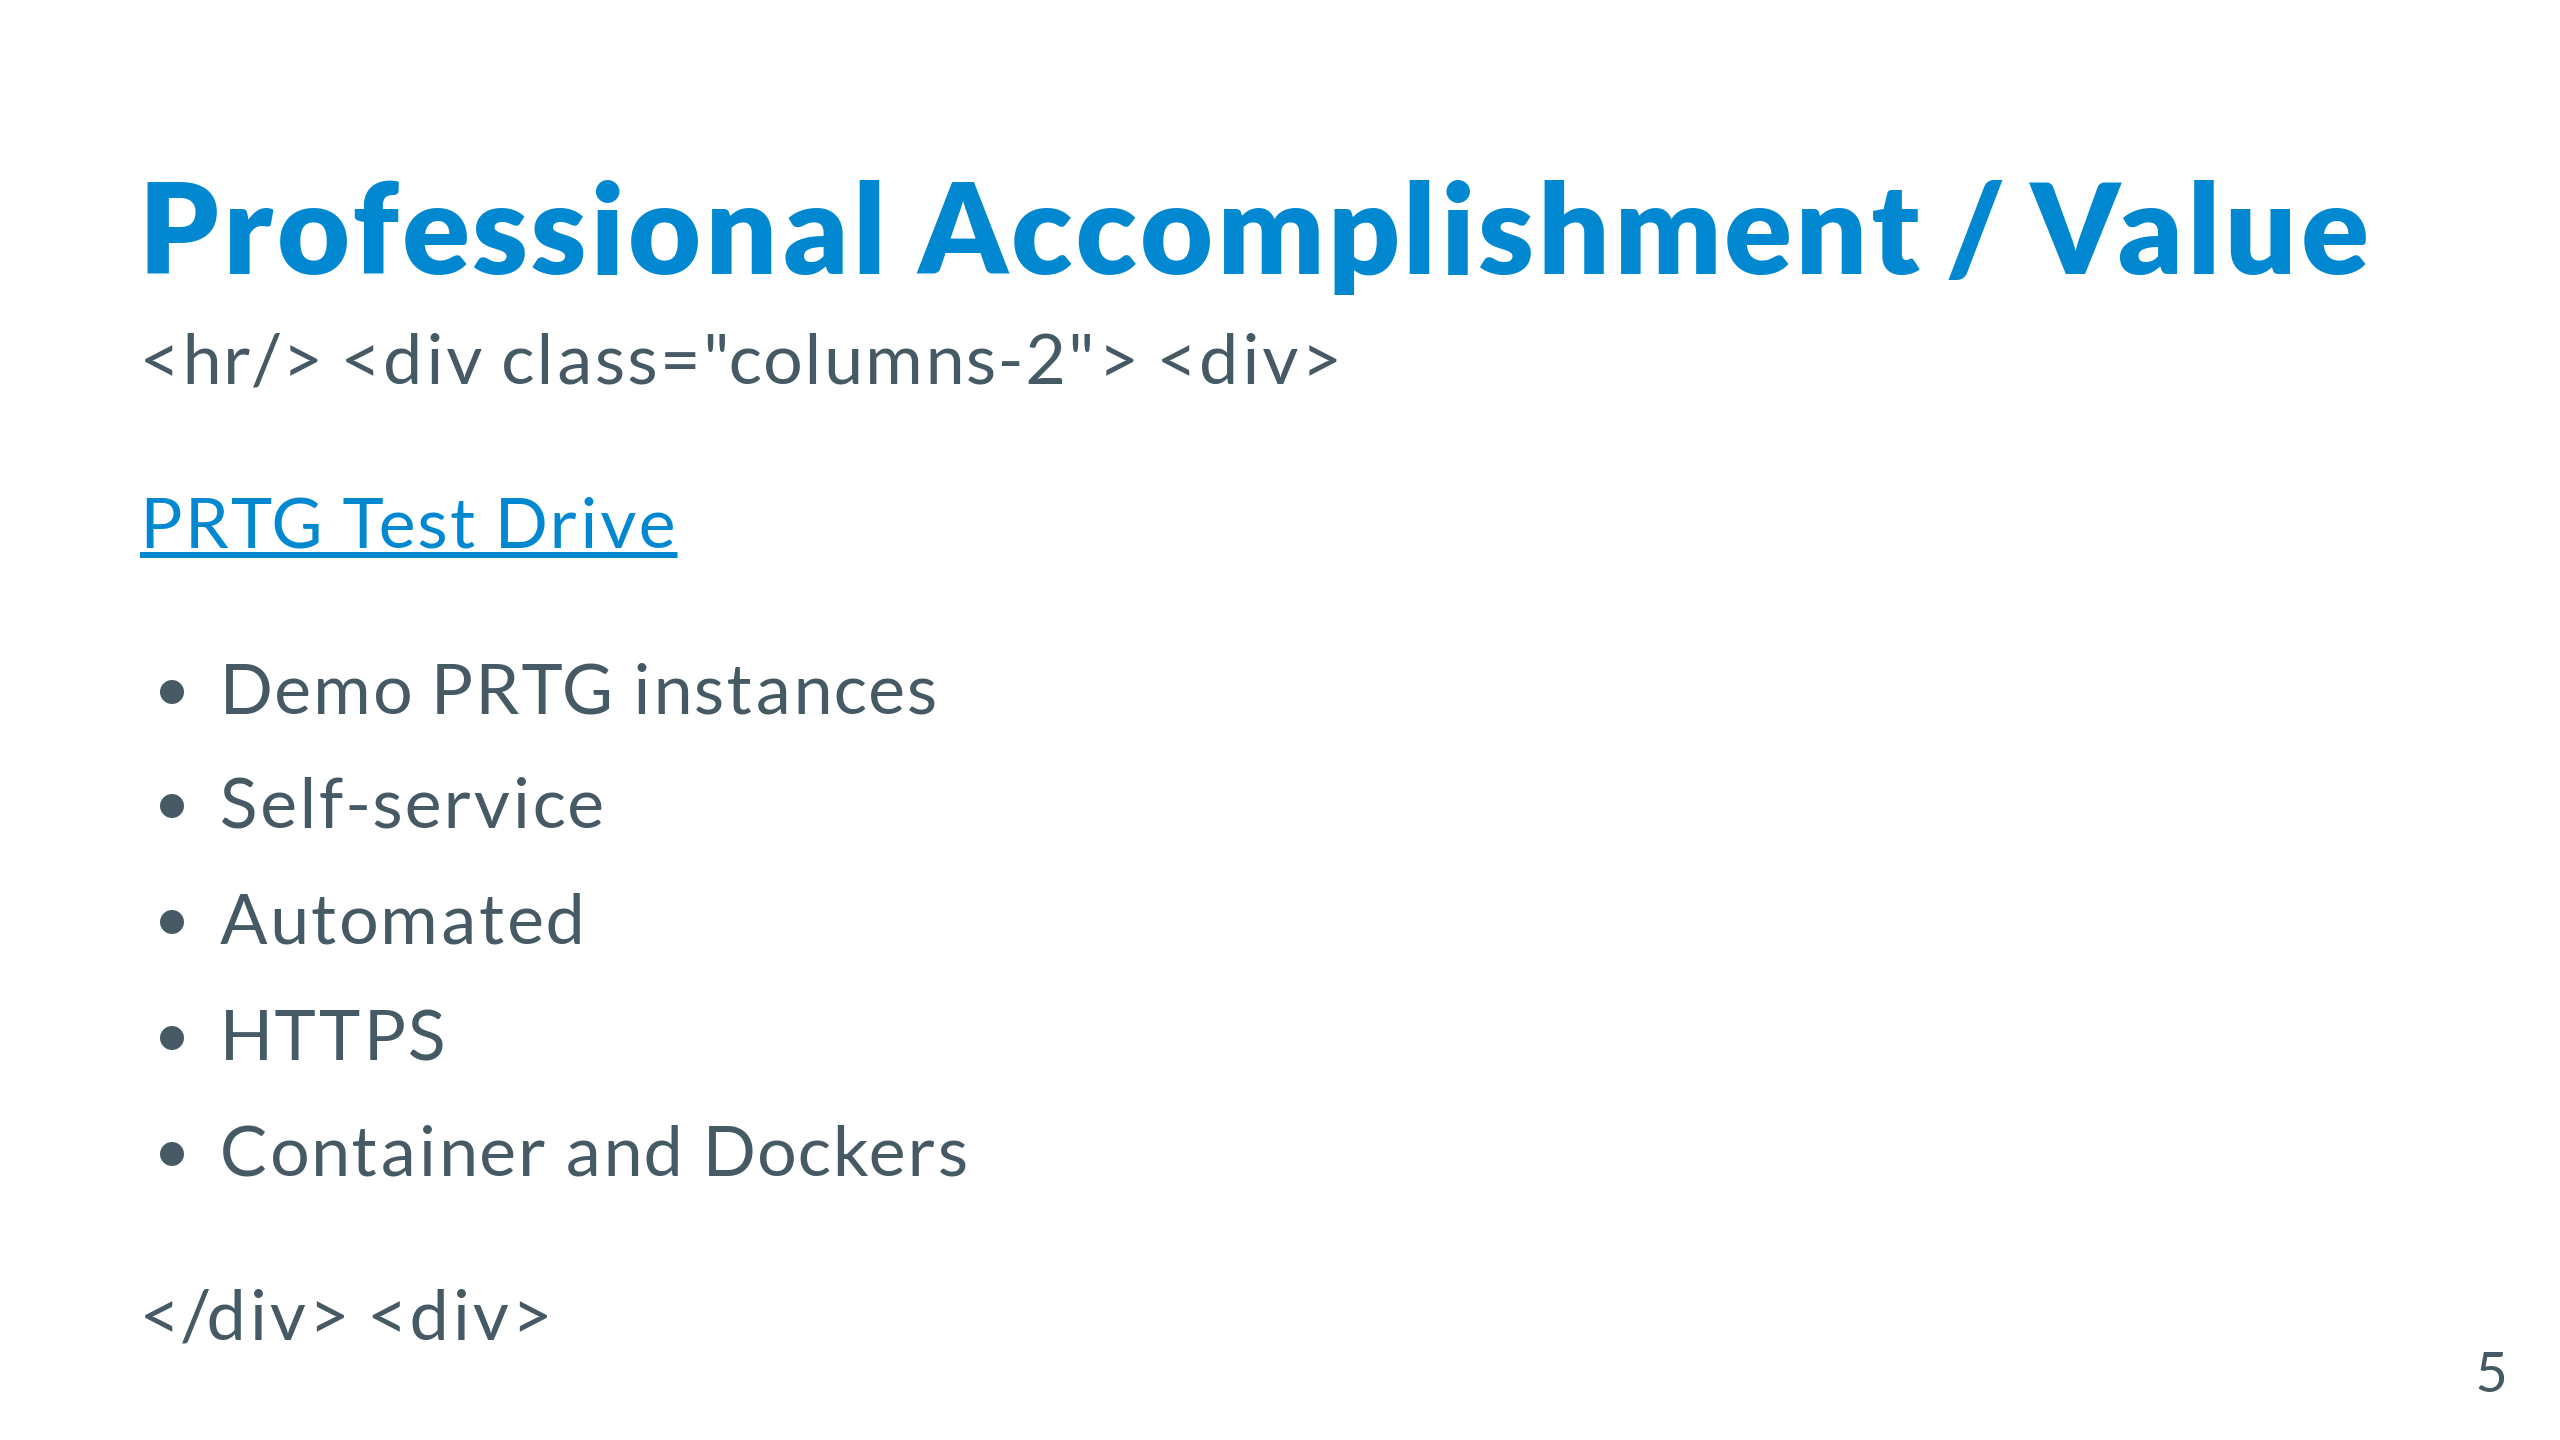 Professional Accomplishment / Value
<hr/> <div class="columns-2"> <div>
PRTG Test Drive
• Demo PRTG instances
• Self-service
• Automated
• HTTPS
• Container and Dockers
</div> <div>
5